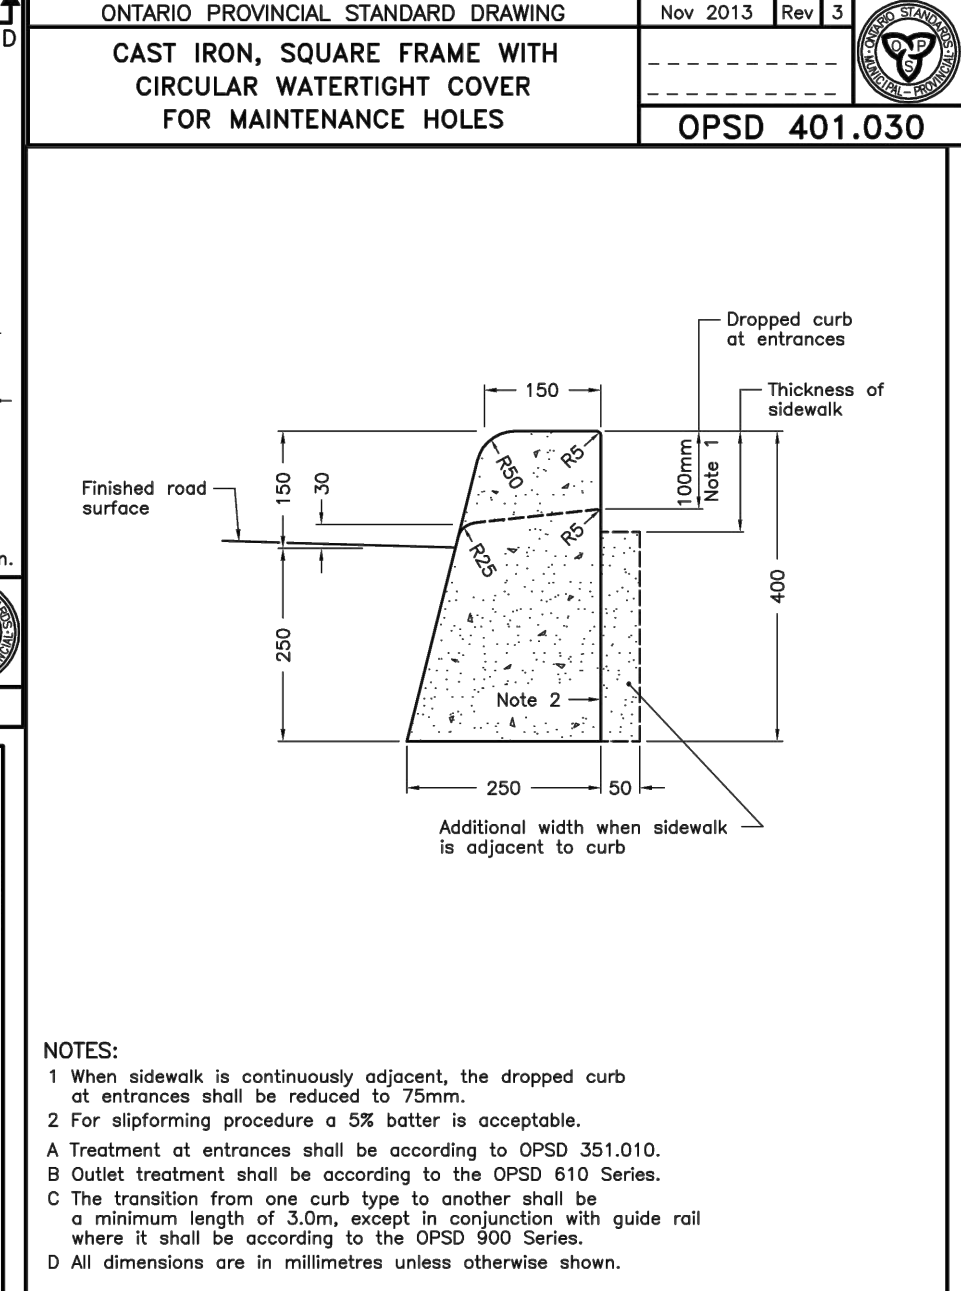 ONTARIO PROVINCIAL STANDARD DRAWING
Nov 2013
Rev
3
CAST IRON, SQUARE FRAME WITH
CIRCULAR WATERTIGHT COVER
FOR MAINTENANCE HOLES
OPSD 401.030
ONTARIO STANDARDS
MUNICIPAL - PROVINCIAL
O P
S
D
Dropped curb
at entrances
Thickness of
sidewalk
150
R50
R5
100mm
Note 1
Finished road
surface
150
30
R25
R5
400
250
Note 2
250
50
Additional width when sidewalk
is adjacent to curb
n.
NOTES:
1 When sidewalk is continuously adjacent, the dropped curb
at entrances shall be reduced to 75mm.
2 For slipforming procedure a 5% batter is acceptable.
A Treatment at entrances shall be according to OPSD 351.010.
B Outlet treatment shall be according to the OPSD 610 Series.
C The transition from one curb type to another shall be
a minimum length of 3.0m, except in conjunction with guide rail
where it shall be according to the OPSD 900 Series.
D All dimensions are in millimetres unless otherwise shown.